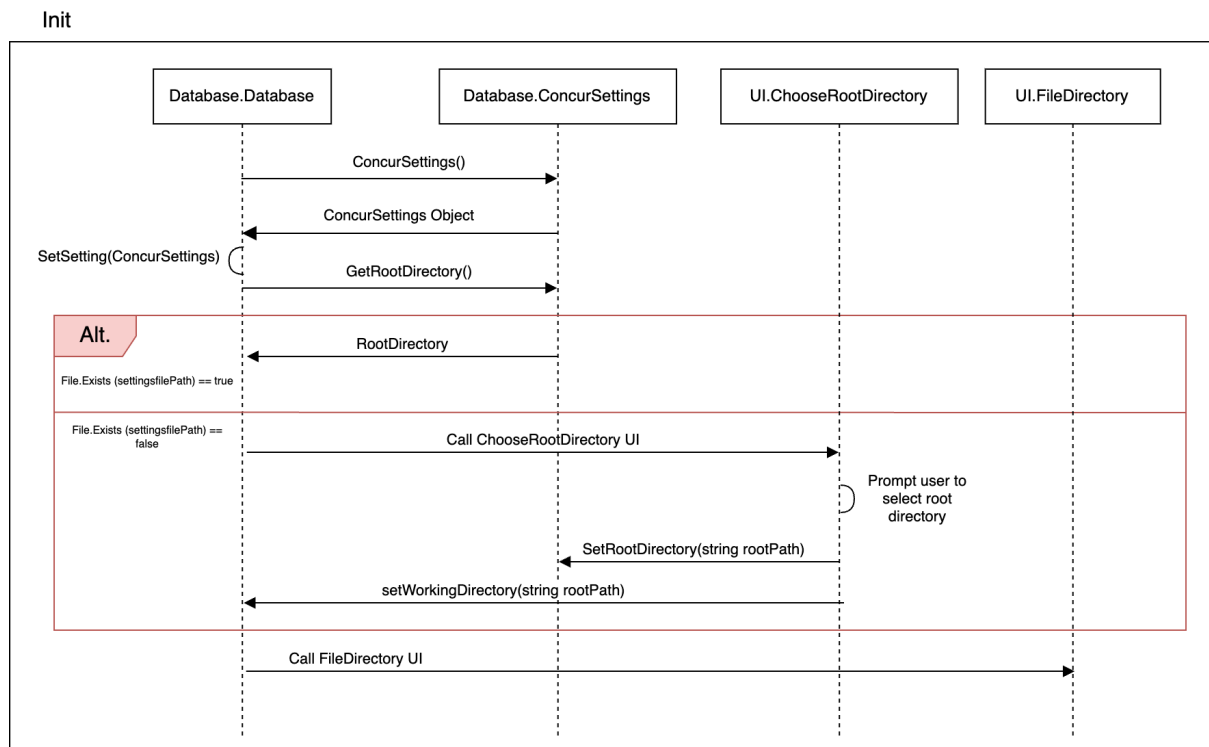 Init
Database.Database
Database.ConcurSettings
UI.ChooseRootDirectory
UI.FileDirectory
ConcurSettings()
ConcurSettings Object
SetSetting(ConcurSettings)
GetRootDirectory()
Alt.
RootDirectory
File.Exists (settingsfilePath) == true
File.Exists (settingsfilePath) ==
false
Call ChooseRootDirectory UI
Prompt user to
select root
directory
SetRootDirectory(string rootPath)
setWorkingDirectory(string rootPath)
Call FileDirectory UI